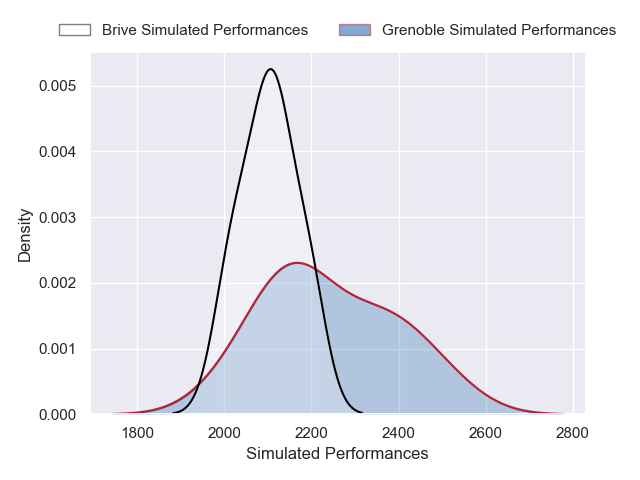 Brive Simulated Performances
Grenoble Simulated Performances
0.005
0.004
0.003
0.002
0.001
0.000
Density
1800 2000 2200 2400 2600 2800
Simulated Performances